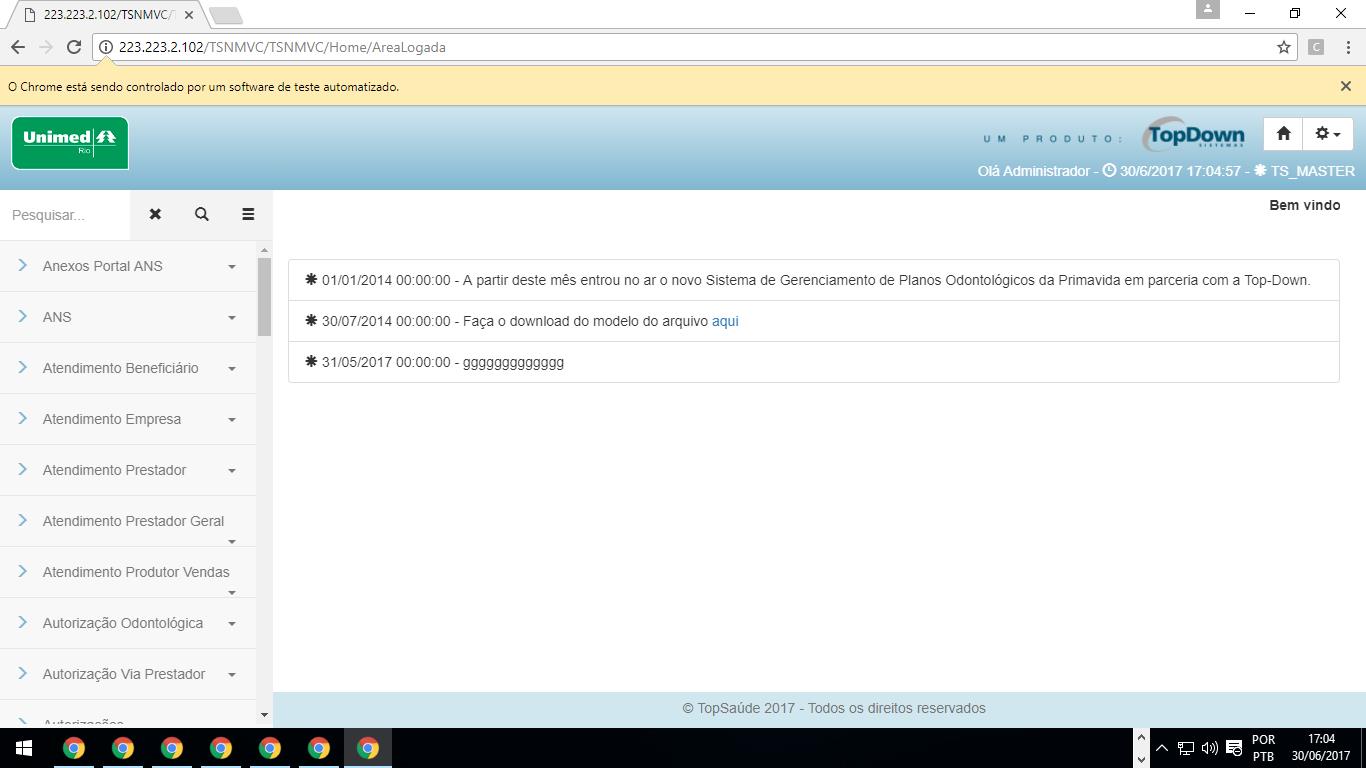 223.223.2.102/TSNMVC/T
223.223.2.102/TSNMVC/TSNMVC/Home/AreaLogada
C
O Chrome está sendo controlado por um software de teste automatizado.
Unimed
Rio
UM PRODUTO:
TopDown
SISTEMAS
Olá Administrador - 30/6/2017 17:04:57 - TS_MASTER
Pesquisar...
Bem vindo
Anexos Portal ANS
ANS
Atendimento Beneficiário
Atendimento Empresa
Atendimento Prestador
Atendimento Prestador Geral
Atendimento Produtor Vendas
Autorização Odontológica
Autorização Via Prestador
Autorizações
01/01/2014 00:00:00 - A partir deste mês entrou no ar o novo Sistema de Gerenciamento de Planos Odontológicos da Primavida em parceria com a Top-Down.
30/07/2014 00:00:00 - Faça o download do modelo do arquivo aqui
31/05/2017 00:00:00 - ggggggggggggg
© TopSaúde 2017 - Todos os direitos reservados
POR
PTB
17:04
30/06/2017